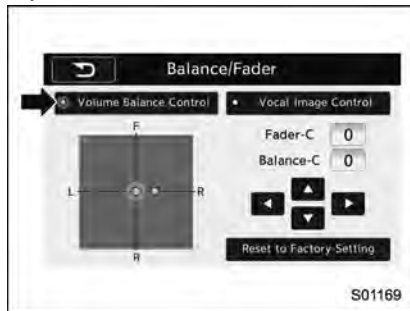 Balance/Fader
Volume Balance Control
Vocal Image Control
F
Fader-C 0
Balance-C 0
L
R
R
Reset to Factory-Setting
S01169